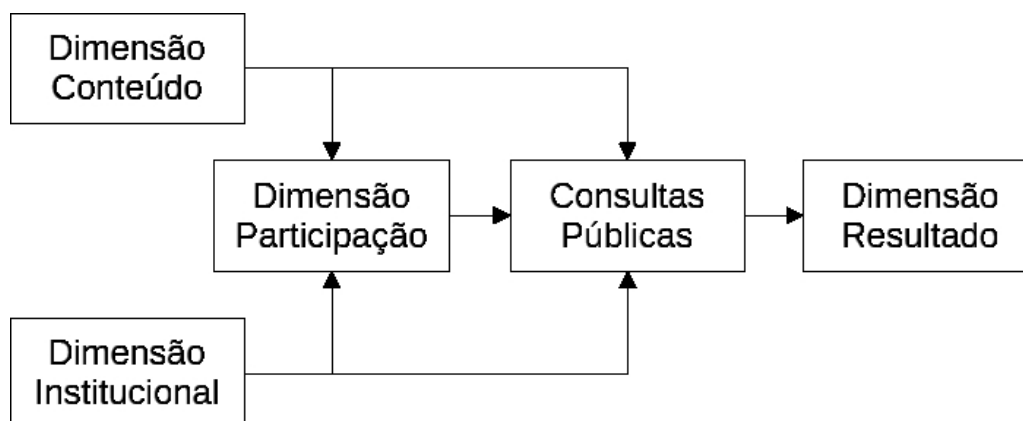 Dimensão
Conteúdo
Dimensão
Participação
Consultas
Públicas
Dimensão
Resultado
Dimensão
Institucional